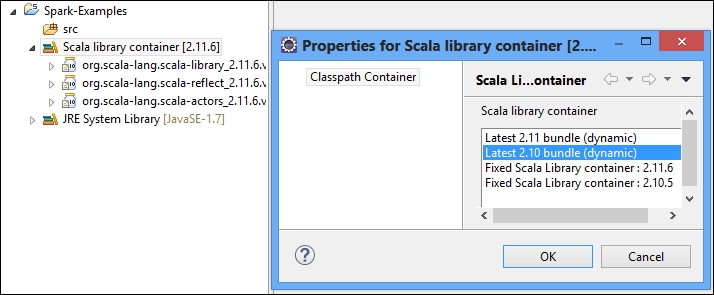 Spark-Examples
src
Scala library container [2.11.6]
org.scala-lang.scala-library_2.11.6.v
org.scala-lang.scala-reflect_2.11.6.v
org.scala-lang.scala-actors_2.11.6.v
JRE System Library [JavaSE-1.7]
Properties for Scala library container [2....
Classpath Container
Scala Li...ontainer
Scala library container
Latest 2.11 bundle (dynamic)
Latest 2.10 bundle (dynamic)
Fixed Scala Library container : 2.11.6
Fixed Scala Library container : 2.10.5
OK
Cancel